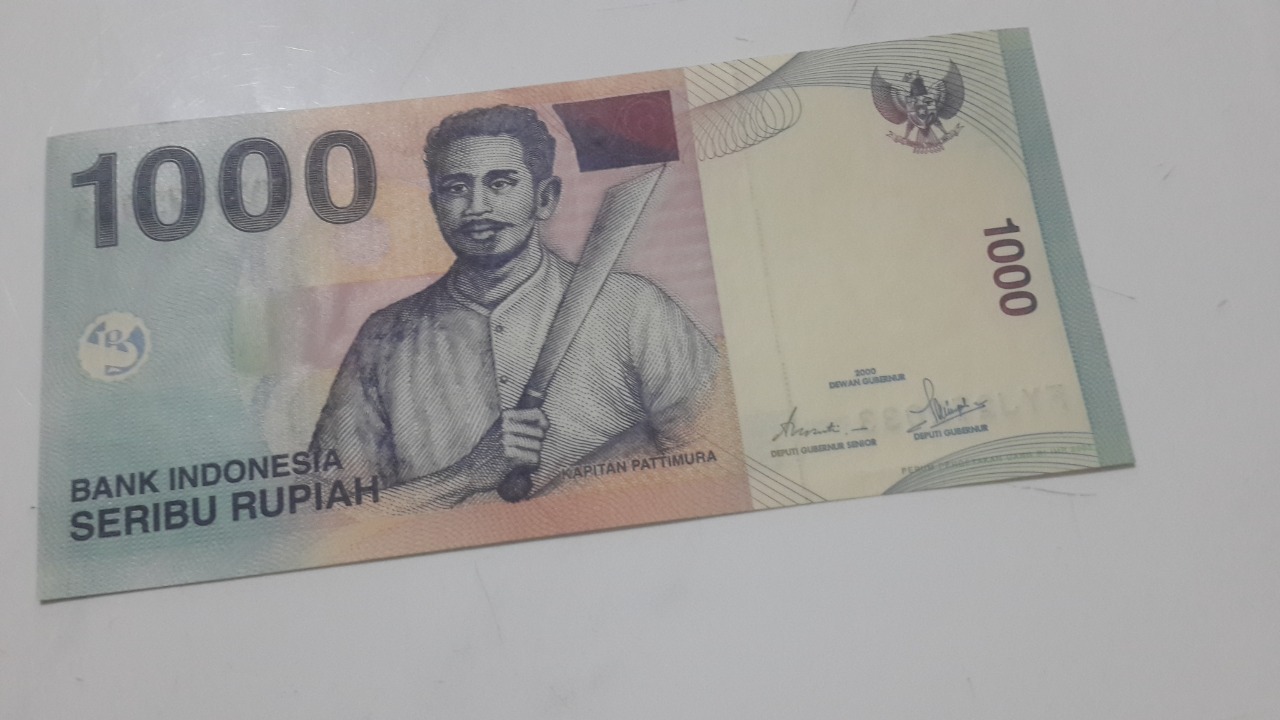 1000
BANK INDONESIA
SERIBU RUPIAH
KAPITAN PATTIMURA
1000
2000
DEWAN GUBERNUR
DEPUTI GUBERNUR SENIOR
DEPUTI GUBERNUR